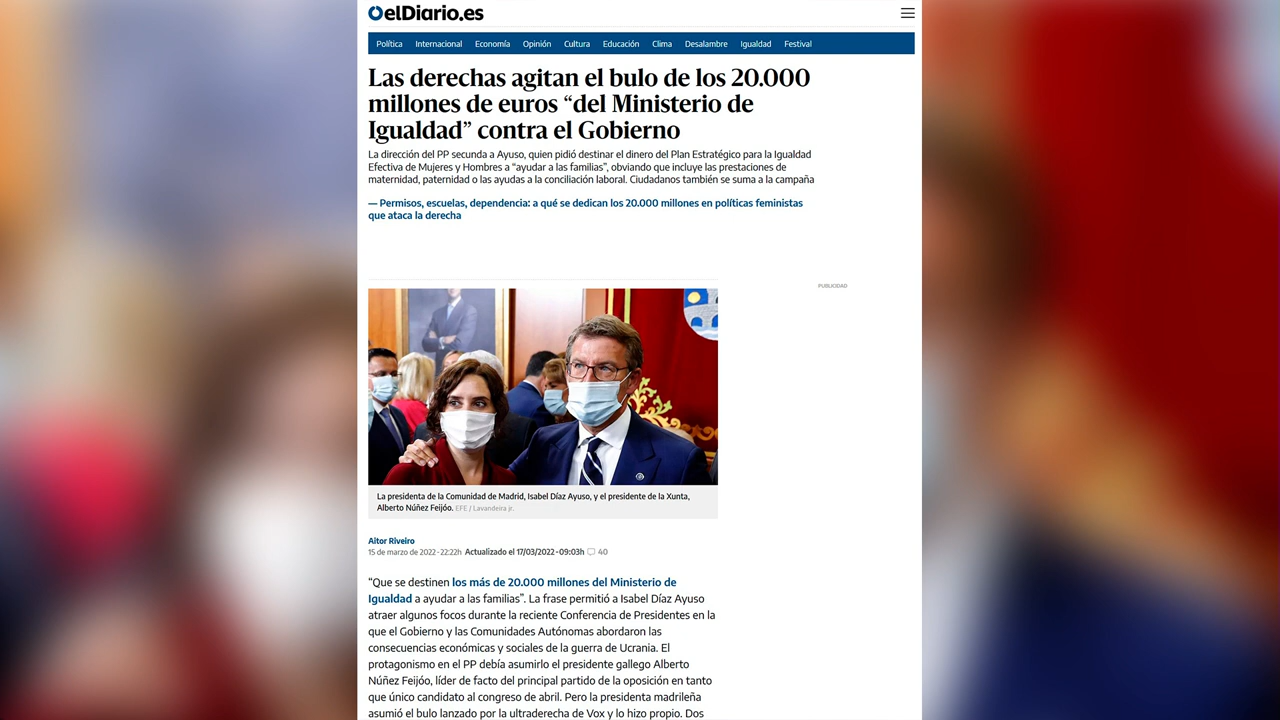 elDiario.es
Política Internacional Economía Opinión Cultura Educación Clima Desalambre Igualdad Festival
Las derechas agitan el bulo de los 20.000
millones de euros “del Ministerio de
Igualdad” contra el Gobierno
La dirección del PP secunda a Ayuso, quien pidió destinar el dinero del Plan Estratégico para la Igualdad
Efectiva de Mujeres y Hombres a “ayudar a las familias”, obviando que incluye las prestaciones de
maternidad, paternidad o las ayudas a la conciliación laboral. Ciudadanos también se suma a la campaña
— Permisos, escuelas, dependencia: a qué se dedican los 20.000 millones en políticas feministas
que ataca la derecha
PUBLICIDAD
La presidenta de la Comunidad de Madrid, Isabel Díaz Ayuso, y el presidente de la Xunta,
Alberto Núñez Feijóo. EFE / Lavandeira jr.
Aitor Riveiro
15 de marzo de 2022 - 22:22h Actualizado el 17/03/2022 - 09:03h 40
“Que se destinen los más de 20.000 millones del Ministerio de
Igualdad a ayudar a las familias”. La frase permitió a Isabel Díaz Ayuso
atraer algunos focos durante la reciente Conferencia de Presidentes en la
que el Gobierno y las Comunidades Autónomas abordaron las
consecuencias económicas y sociales de la guerra de Ucrania. El
protagonismo en el PP debía asumirlo el presidente gallego Alberto
Núñez Feijóo, líder de facto del principal partido de la oposición en tanto
que único candidato al congreso de abril. Pero la presidenta madrileña
asumió el bulo lanzado por la ultraderecha de Vox y lo hizo propio. Dos